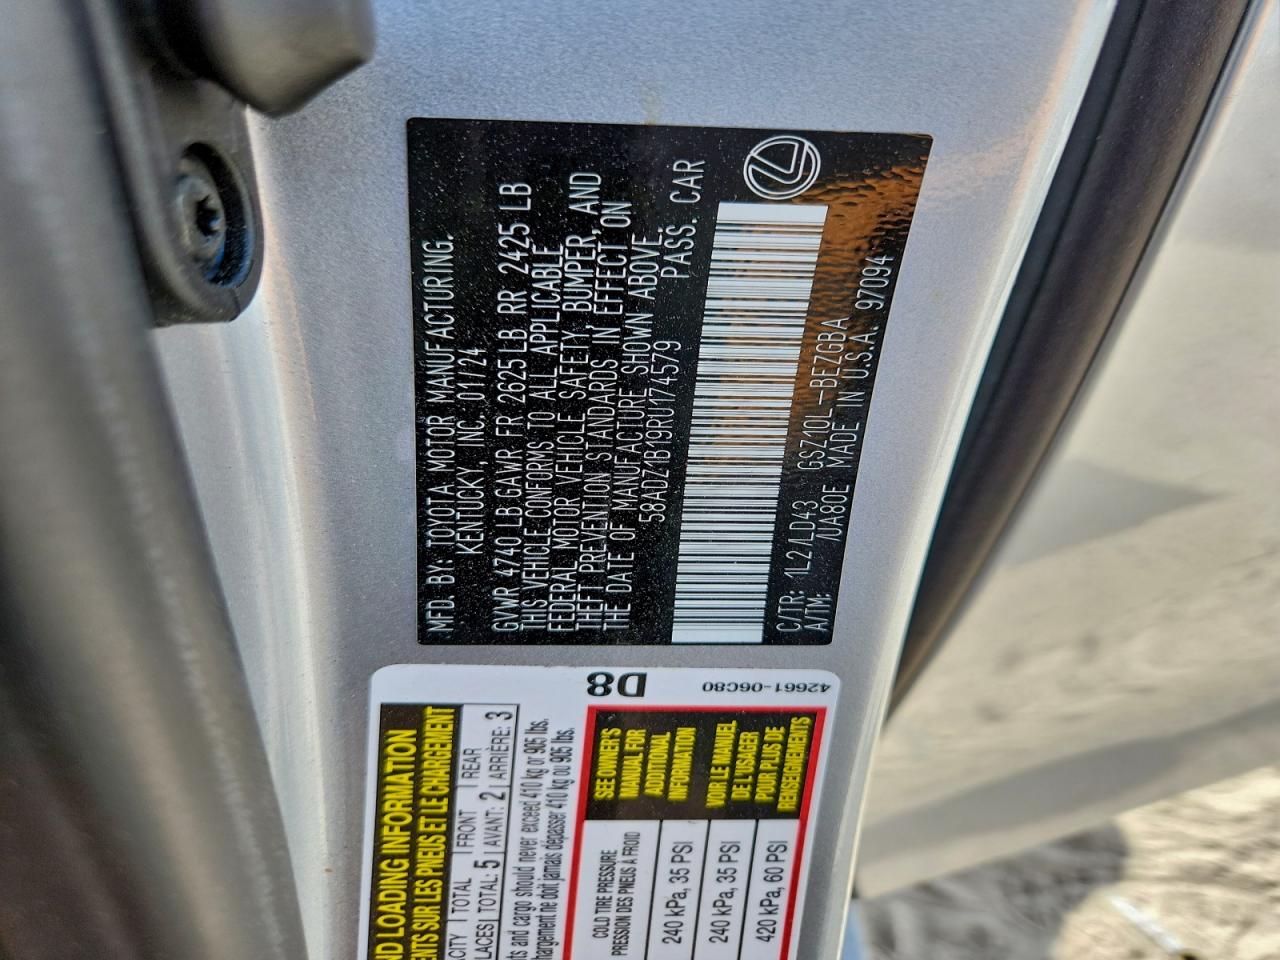 MFD. BY: TOYOTA MOTOR MANUFACTURING,
KENTUCKY, INC. 01/24
GVWR 4740 LB GAWR FR 2625 LB RR 2425 LB
THIS VEHICLE CONFORMS TO ALL APPLICABLE
FEDERAL MOTOR VEHICLE SAFETY, BUMPER, AND
THEFT PREVENTION STANDARDS IN EFFECT ON
THE DATE OF MANUFACTURE SHOWN ABOVE.
58ADZ1B19RU174579 PASS. CAR
C/TR: 1L2/LD43 GSZ10L-BEZGBA
A/TM: /UA80E MADE IN U.S.A. 97094
D8
42661-06C80
ND LOADING INFORMATION
ENTS SUR LES PNEUS ET LE CHARGEMENT
ACITY TOTAL FRONT REAR
LACES TOTAL: 5 AVANT: 2 ARRIÈRE: 3
ts and cargo should never exceed 410 kg or 905 lbs.
hargement ne doit jamais dépasser 410 kg ou 905 lbs.
COLD TIRE PRESSURE
PRESSION DES PNEUS À FROID
240 kPa, 35 PSI
240 kPa, 35 PSI
420 kPa, 60 PSI
SEE OWNER'S
MANUAL FOR
ADDITIONAL
INFORMATION
VOIR LE MANUEL
DE L'USAGER
POUR PLUS DE
RENSEIGNEMENTS